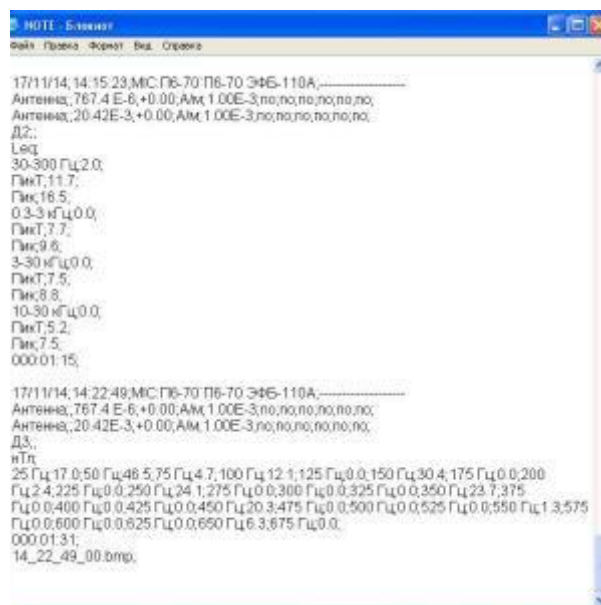 NOTE - Блокнот
Файл Правка Формат Вид Справка
17/11/14;14:15:23;MIC:П6-70:П6-70 ЭФБ-110А;--------------------
Антенна;;767.4 E-6;+0.00;А/м;1.00E-3;no;no;no;no;no;no;
Антенна;;20.42E-3;+0.00;А/м;1.00E-3;no;no;no;no;no;no;
Д2;;
Leq;
30-300 Гц;2.0;
ПикТ;11.7;
Пик;16.5;
0.3-3 кГц;0.0;
ПикТ;7.7;
Пик;9.6;
3-30 кГц;0.0;
ПикТ;7.5;
Пик;8.8;
10-30 кГц;0.0;
ПикТ;5.2;
Пик;7.5;
000:01:15;
17/11/14;14:22:49;MIC:П6-70:П6-70 ЭФБ-110А;--------------------
Антенна;;767.4 E-6;+0.00;А/м;1.00E-3;no;no;no;no;no;no;
Антенна;;20.42E-3;+0.00;А/м;1.00E-3;no;no;no;no;no;no;
Д3;;
нТл;
25 Гц;17.0;50 Гц;46.5;75 Гц;4.7;100 Гц;12.1;125 Гц;0.0;150 Гц;30.4;175 Гц;0.0;200
Гц;2.4;225 Гц;0.0;250 Гц;24.1;275 Гц;0.0;300 Гц;0.0;325 Гц;0.0;350 Гц;23.7;375
Гц;0.0;400 Гц;0.0;425 Гц;0.0;450 Гц;20.3;475 Гц;0.0;500 Гц;0.0;525 Гц;0.0;550 Гц;1.3;575
Гц;0.0;600 Гц;0.0;625 Гц;0.0;650 Гц;6.3;675 Гц;0.0;
000:01:31;
14_22_49_00.bmp;